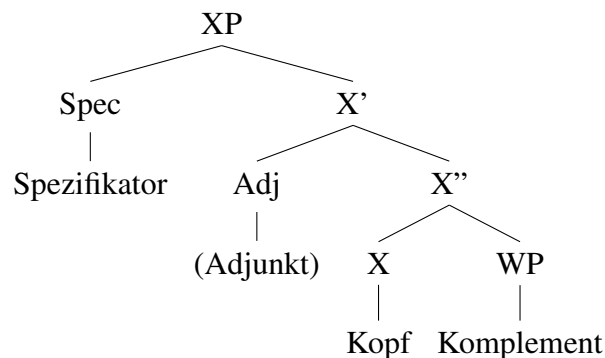 XP
Spec X’
Spezifikator Adj X”
(Adjunkt) X WP
Kopf Komplement